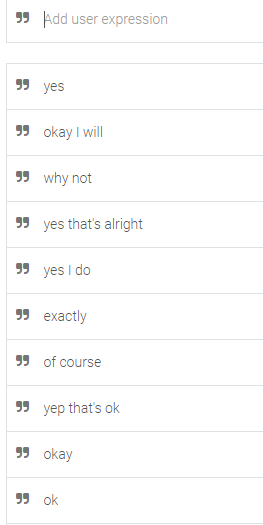 Add user expression
yes
okay I will
why not
yes that's alright
yes I do
exactly
of course
yep that's ok
okay
ok